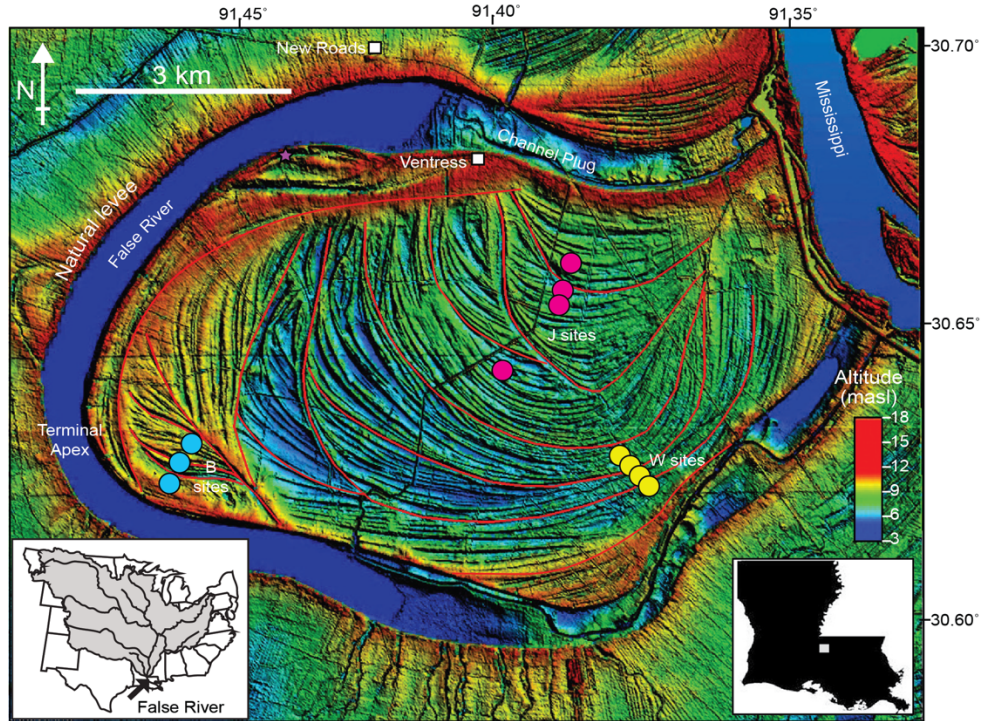 91,45
91,40
91,35
New Roads
30.70
3 km
N
Mississippi
Channel Plug
Ventress
Natural levee
False River
30.65
J sites
Altitude
(masl)
18
15
12
9
6
3
Terminal
Apex
B
sites
W sites
30.60
False River